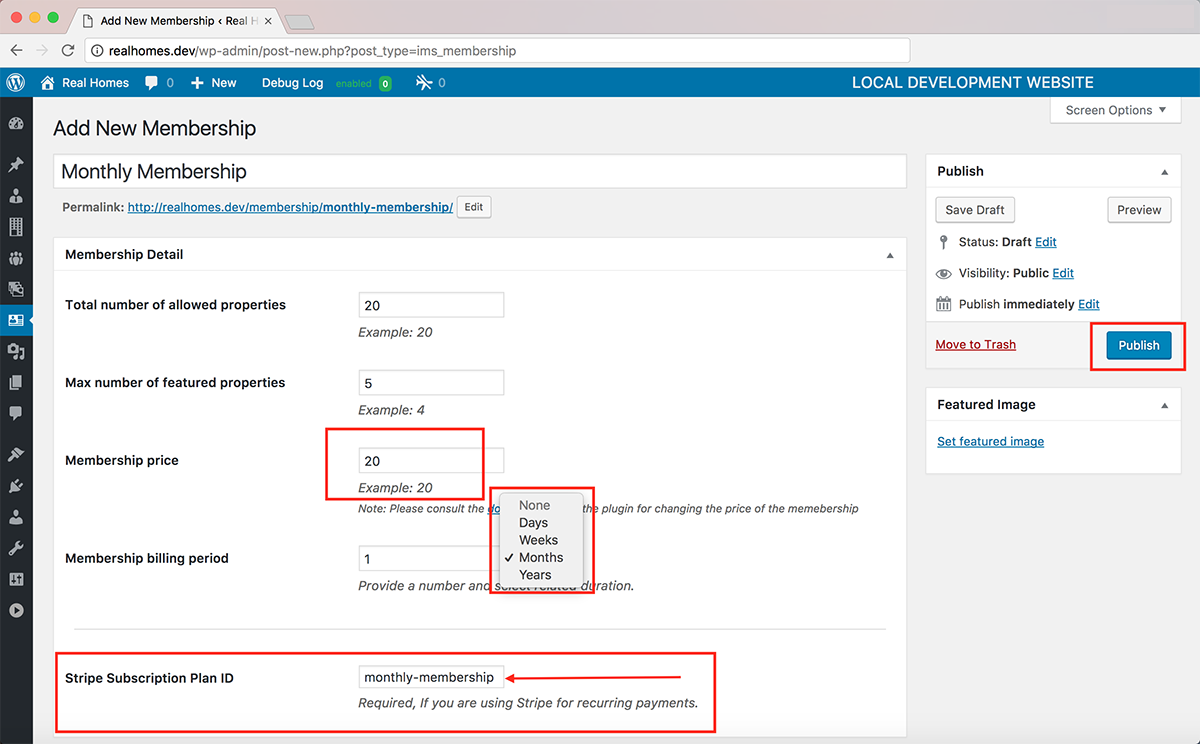 Add New Membership ‹ Real H
realhomes.dev/wp-admin/post-new.php?post_type=ims_membership
Real Homes 0 New Debug Log enabled 0 0 LOCAL DEVELOPMENT WEBSITE
Screen Options
Add New Membership
Monthly Membership
Permalink: http://realhomes.dev/membership/monthly-membership/ Edit
Membership Detail
Total number of allowed properties 20
Example: 20
Max number of featured properties 5
Example: 4
Membership price 20
Example: 20
Note: Please consult the the plugin for changing the price of the memebership
None
Days
Weeks
Months
Years
Membership billing period 1
Provide a number and select related duration.
Stripe Subscription Plan ID monthly-membership
Required, If you are using Stripe for recurring payments.
Publish
Save Draft Preview
Status: Draft Edit
Visibility: Public Edit
Publish immediately Edit
Move to Trash Publish
Featured Image
Set featured image